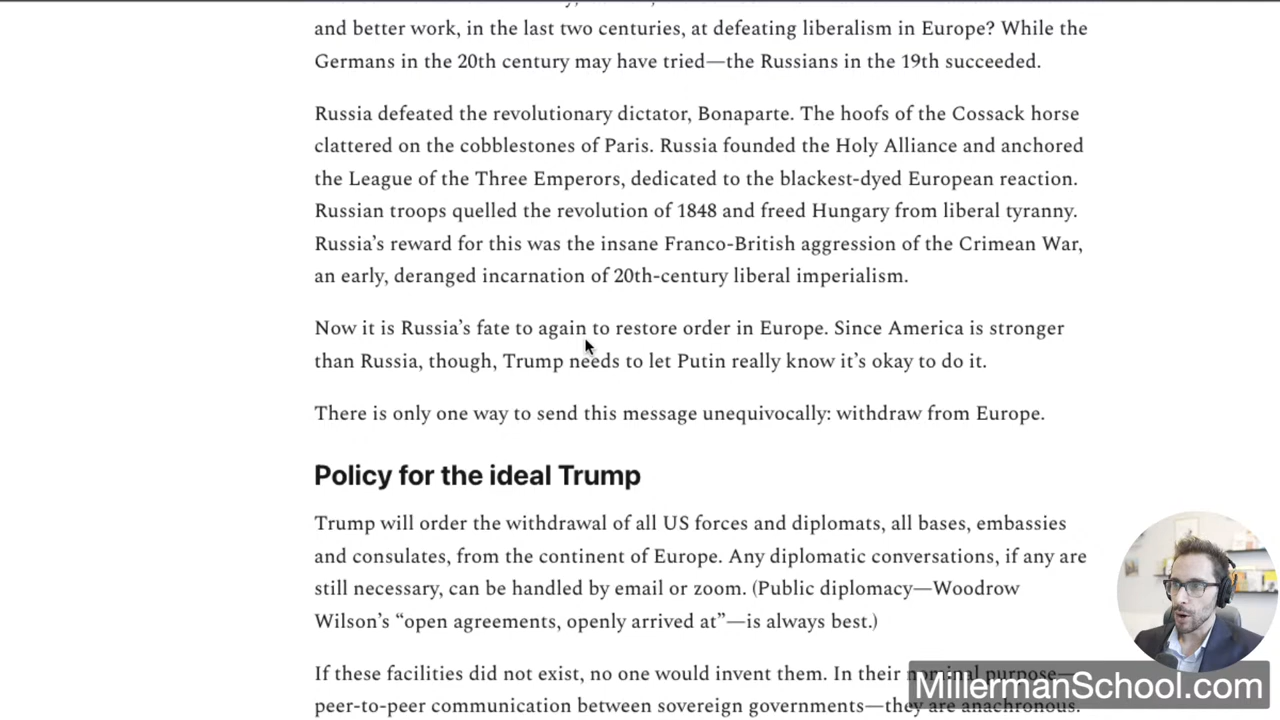 and better work, in the last two centuries, at defeating liberalism in Europe? While the
Germans in the 20th century may have tried—the Russians in the 19th succeeded.
Russia defeated the revolutionary dictator, Bonaparte. The hoofs of the Cossack horse
clattered on the cobblestones of Paris. Russia founded the Holy Alliance and anchored
the League of the Three Emperors, dedicated to the blackest-dyed European reaction.
Russian troops quelled the revolution of 1848 and freed Hungary from liberal tyranny.
Russia’s reward for this was the insane Franco-British aggression of the Crimean War,
an early, deranged incarnation of 20th-century liberal imperialism.
Now it is Russia’s fate to again to restore order in Europe. Since America is stronger
than Russia, though, Trump needs to let Putin really know it’s okay to do it.
There is only one way to send this message unequivocally: withdraw from Europe.
Policy for the ideal Trump
Trump will order the withdrawal of all US forces and diplomats, all bases, embassies
and consulates, from the continent of Europe. Any diplomatic conversations, if any are
still necessary, can be handled by email or zoom. (Public diplomacy—Woodrow
Wilson’s “open agreements, openly arrived at”—is always best.)
If these facilities did not exist, no one would invent them. In their nominal purpose—
peer-to-peer communication between sovereign governments—they are anachronous.
MillermanSchool.com